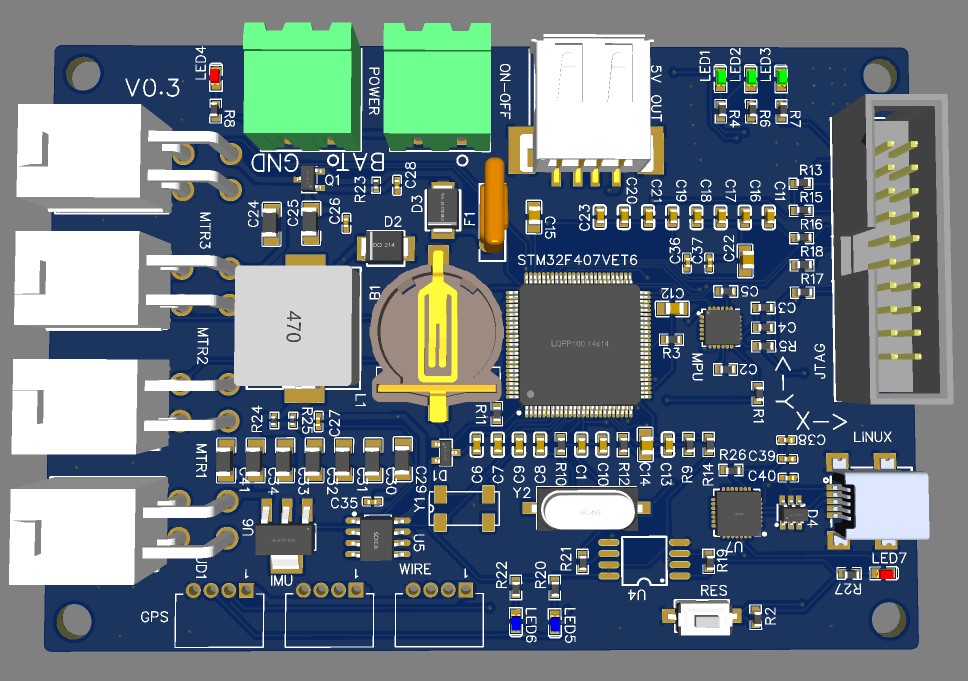 LED4
V0.3
R8
POWER
ON-OFF
5V OUT
LED1
LED2
LED3
R4
R6
R7
GND
BAT
Q1
R23
C28
D3
F1
C15
C23
C20
C21
C19
C18
C17
C16
C11
R13
R15
R16
R18
R17
MTR3
C24
C25
C26
D2
DO 214
C36
C37
C22
STM32F407VET6
B1
470
L1
LQFP100 14x14
C12
R3
C5
C3
C4
R5
C2
MPU
R1
JTAG
<-Y
X->
MTR2
R24
R25
C27
R11
D1
MTR1
C41
C34
C33
C32
C31
C30
C29
C6
C7
C9
C8
R10
C1
C10
R12
C14
C13
R9
R14
C38
C39
C40
R26
LiNUX
Y1
Y2
HC-49S
C35
U6
U5
SOIC8
U7
D4
UD1
IMU
WIRE
1
1
1
GPS
R22
R20
R21
U4
R19
LED6
LED5
RES
R2
LED7
R27